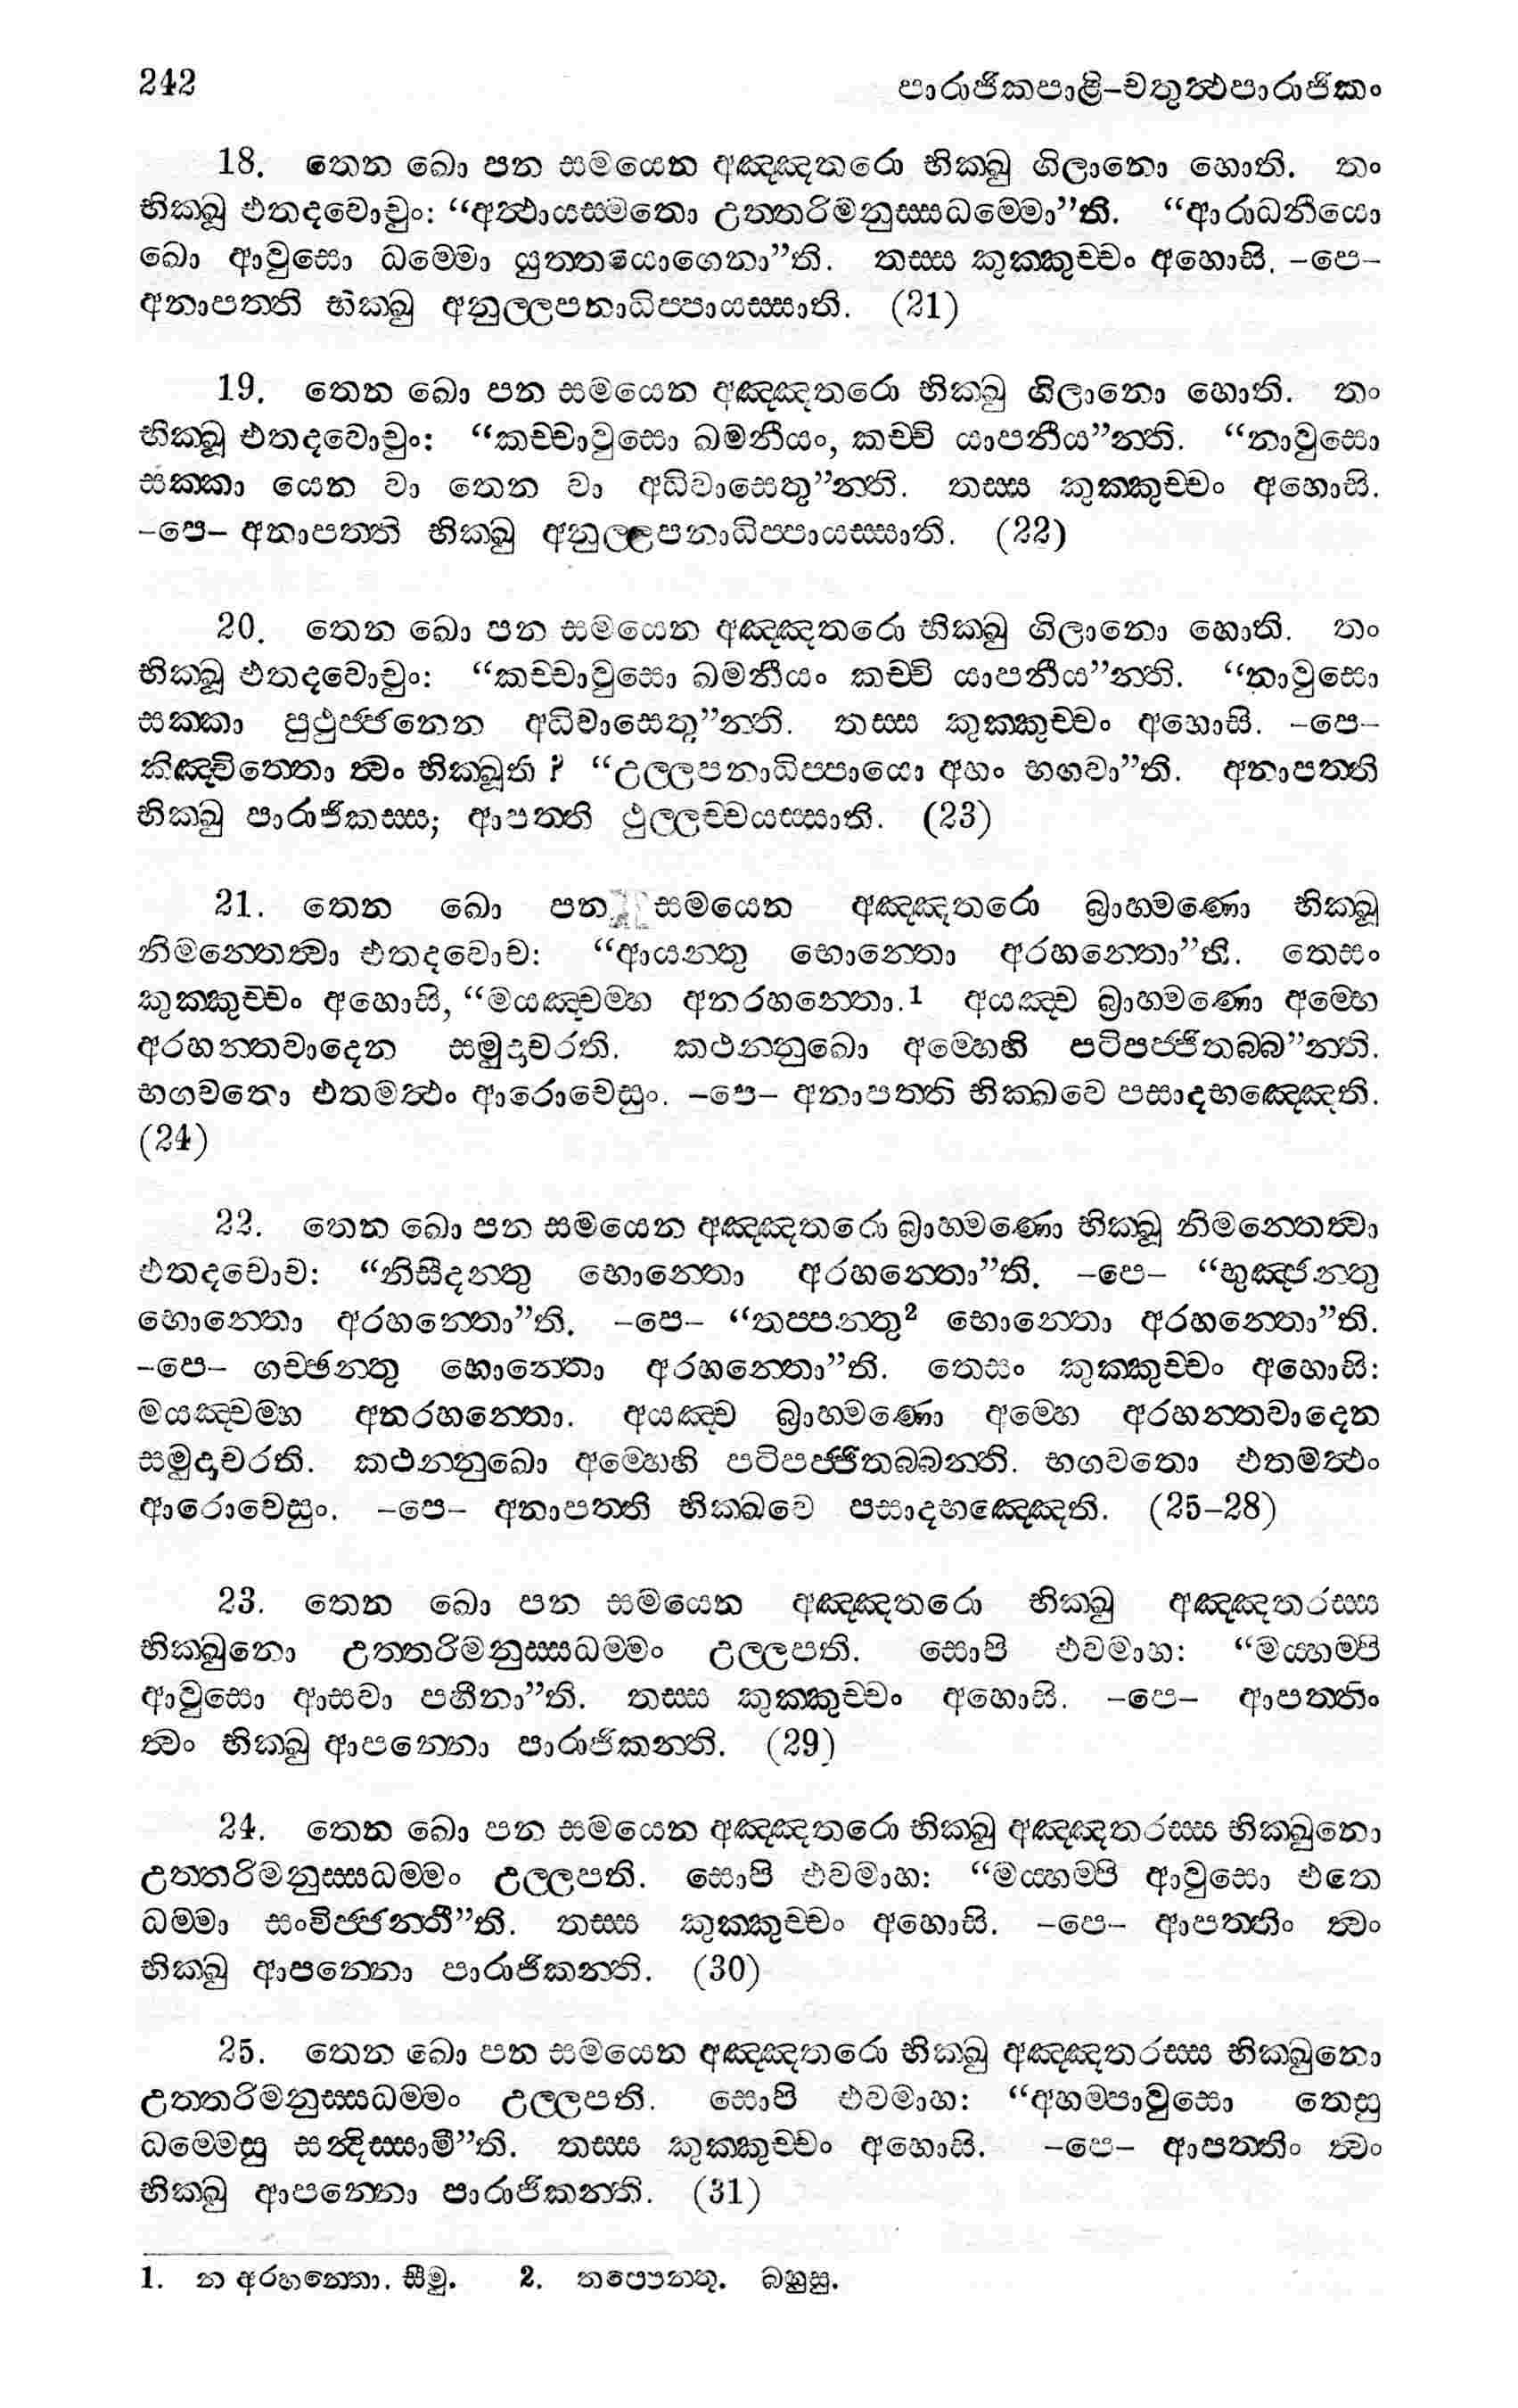 242 පාරාජිකපාළි–චතුත්‍ථපාරාජිකං
18. තෙන ඛො පන සමයෙන අඤ්ඤතරො භික්ඛු ගිලානො හොති. තං
භික්ඛූ එතදවොචුං: “අත්‍ථායස්මතො උත්තරිමනුස්සධම්මො”ති. “ආරාධනීයො
ඛො ආවුසො ධම්මො යුත්තයොගෙනා”ති. තස්ස කුක්කුච්චං අහොසි. –පෙ–
අනාපත්ති භික්ඛු අනුල්ලපනාධිප්පායස්සාති. (21)
19. තෙන ඛො පන සමයෙන අඤ්ඤතරො භික්ඛු ගිලානො හොති. තං
භික්ඛූ එතදවොචුං: “කච්චාවුසො ඛමනීයං, කච්චි යාපනීය”න්ති. “නාවුසො
සක්කා යෙන වා තෙන වා අධිවාසෙතු”න්ති. තස්ස කුක්කුච්චං අහොසි.
–පෙ– අනාපත්ති භික්ඛු අනුල්ලපනාධිප්පායස්සාති. (22)
20. තෙන ඛො පන සමයෙන අඤ්ඤතරො භික්ඛු ගිලානො හොති. තං
භික්ඛූ එතදවොචුං: “කච්චාවුසො ඛමනීයං කච්චි යාපනීය”න්ති. “නාවුසො
සක්කා පුථුජ්ජනෙන අධිවාසෙතු”න්ති. තස්ස කුක්කුච්චං අහොසි. –පෙ–
කිඤ්චිත්තො ත්‍වං භික්ඛූති ? “උල්ලපනාධිප්පායො අහං භගවා”ති. අනාපත්ති
භික්ඛු පාරාජිකස්ස; ආපත්ති ථුල්ලච්චයස්සාති. (23)
21. තෙන ඛො පන සමයෙන අඤ්ඤතරො බ්‍රාහ්මණො භික්ඛූ
නිමන්තෙත්‍වා එතදවොච: “ආයන්තු භොන්තො අරහන්තො”ති. තෙසං
කුක්කුච්චං අහොසි, “මයඤ්චම්හ අනරහන්තො.1 අයඤ්ච බ්‍රාහ්මණො අම්හෙ
අරහන්තවාදෙන සමුදාචරති. කථන්නුඛො අම්හෙහි පටිපජ්ජිතබ්බ”න්ති.
භගවතො එතමත්‍ථං ආරොචෙසුං. –පෙ– අනාපත්ති භික්ඛවෙ පසාදභඤ්ඤෙති.
(24)
22. තෙන ඛො පන සමයෙන අඤ්ඤතරො බ්‍රාහ්මණො භික්ඛූ නිමන්තෙත්‍වා
එතදවොච: “නිසීදන්තු භොන්තො අරහන්තො”ති. –පෙ– “භුඤ්ජන්තු
භොන්තො අරහන්තො”ති. –පෙ– “තප්පන්තු2 භොන්තො අරහන්තො”ති.
–පෙ– ගච්ඡන්තු භොන්තො අරහන්තො”ති. තෙසං කුක්කුච්චං අහොසි:
මයඤ්චම්හ අනරහන්තො. අයඤ්ච බ්‍රාහ්මණො අම්හෙ අරහන්තවාදෙන
සමුදාචරති. කථන්නුඛො අම්හෙහි පටිපජ්ජිතබ්බන්ති. භගවතො එතමත්‍ථං
ආරොචෙසුං. –පෙ– අනාපත්ති භික්ඛවෙ පසාදභඤ්ඤෙති. (25–28)
23. තෙන ඛො පන සමයෙන අඤ්ඤතරො භික්ඛු අඤ්ඤතරස්ස
භික්ඛුනො උත්තරිමනුස්සධම්මං උල්ලපති. සොපි එවමාහ: “මය්හම්පි
ආවුසො ආසවා පහීනා”ති. තස්ස කුක්කුච්චං අහොසි. –පෙ– ආපත්තිං
ත්‍වං භික්ඛු ආපන්නො පාරාජිකන්ති. (29)
24. තෙන ඛො පන සමයෙන අඤ්ඤතරො භික්ඛු අඤ්ඤතරස්ස භික්ඛුනො
උත්තරිමනුස්සධම්මං උල්ලපති. සොපි එවමාහ: “මය්හම්පි ආවුසො එතෙ
ධම්මා සංවිජ්ජන්තී”ති. තස්ස කුක්කුච්චං අහොසි. –පෙ– ආපත්තිං ත්‍වං
භික්ඛු ආපන්නො පාරාජිකන්ති. (30)
25. තෙන ඛො පන සමයෙන අඤ්ඤතරො භික්ඛු අඤ්ඤතරස්ස භික්ඛුනො
උත්තරිමනුස්සධම්මං උල්ලපති. සොපි එවමාහ: “අහම්පාවුසො තෙසු
ධම්මෙසු සන්‍දිස්සාමී”ති. තස්ස කුක්කුච්චං අහොසි. –පෙ– ආපත්තිං ත්‍වං
භික්ඛු ආපන්නො පාරාජිකන්ති. (31)
1. න අරහන්තො. සීමු. 2. තප්පෙන්තු. බහුසු.